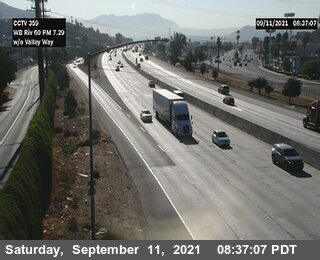 CCTV 359
WB Riv 60 PM 7.29
w/o Valley Way
09/11/2021 08:37:07
Saturday, September 11, 2021 08:37:07 PDT